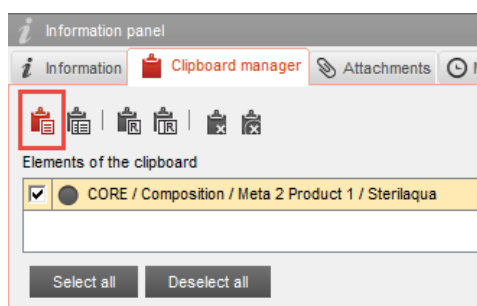 Information panel
Information Clipboard manager Attachments
Elements of the clipboard
CORE / Composition / Meta 2 Product 1 / Sterilaqua
Select all Deselect all